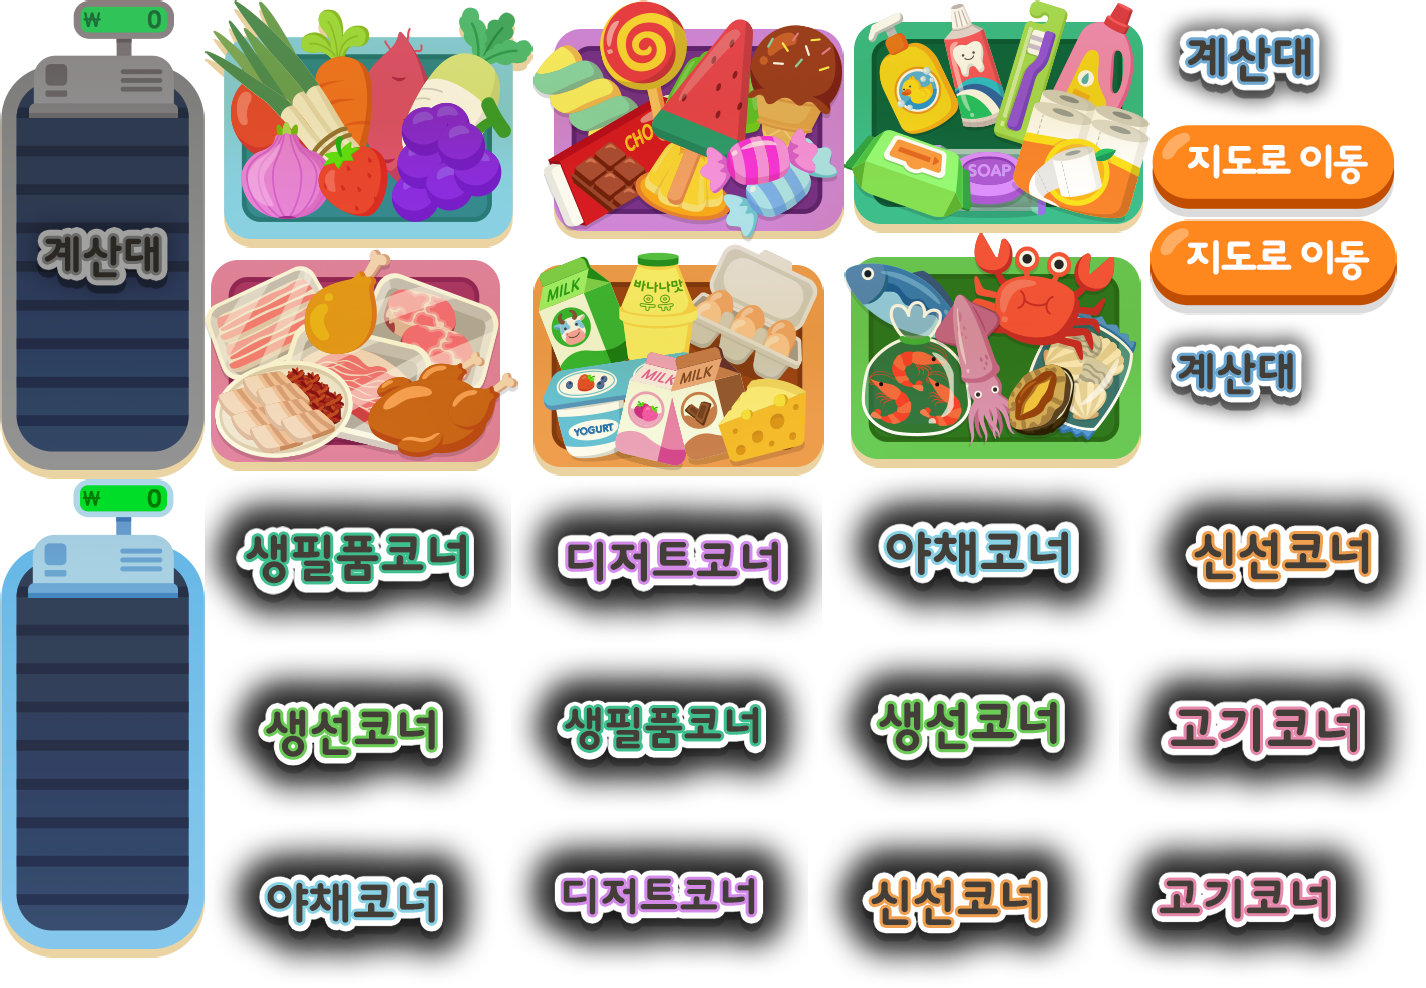 ₩ 0
계산대
CHO
SOAP
계산대
지도로 이동
지도로 이동
계산대
MILK
바나나맛
우유
MILK
MILK
YOGURT
₩ 0
생필품코너
디저트코너
야채코너
신선코너
생선코너
생필품코너
생선코너
고기코너
야채코너
디저트코너
신선코너
고기코너